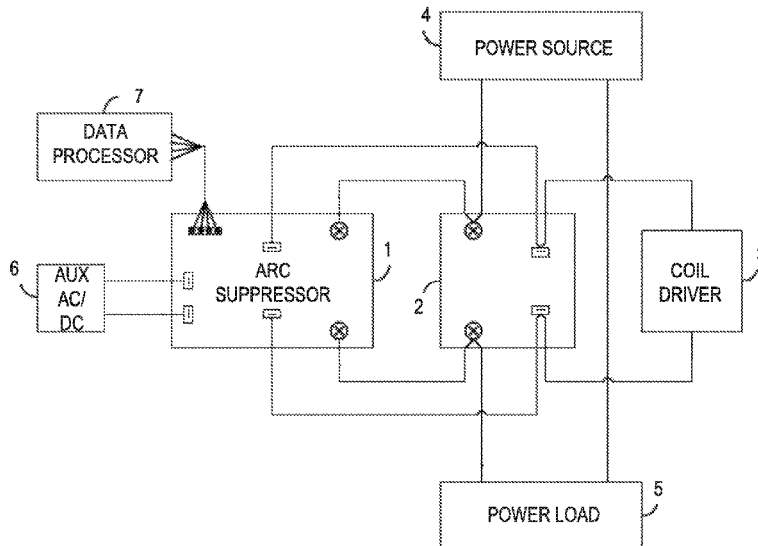 4
POWER SOURCE
7
DATA
PROCESSOR
6
AUX
AC/
DC
ARC
SUPPRESSOR
1
2
COIL
DRIVER
5
POWER LOAD